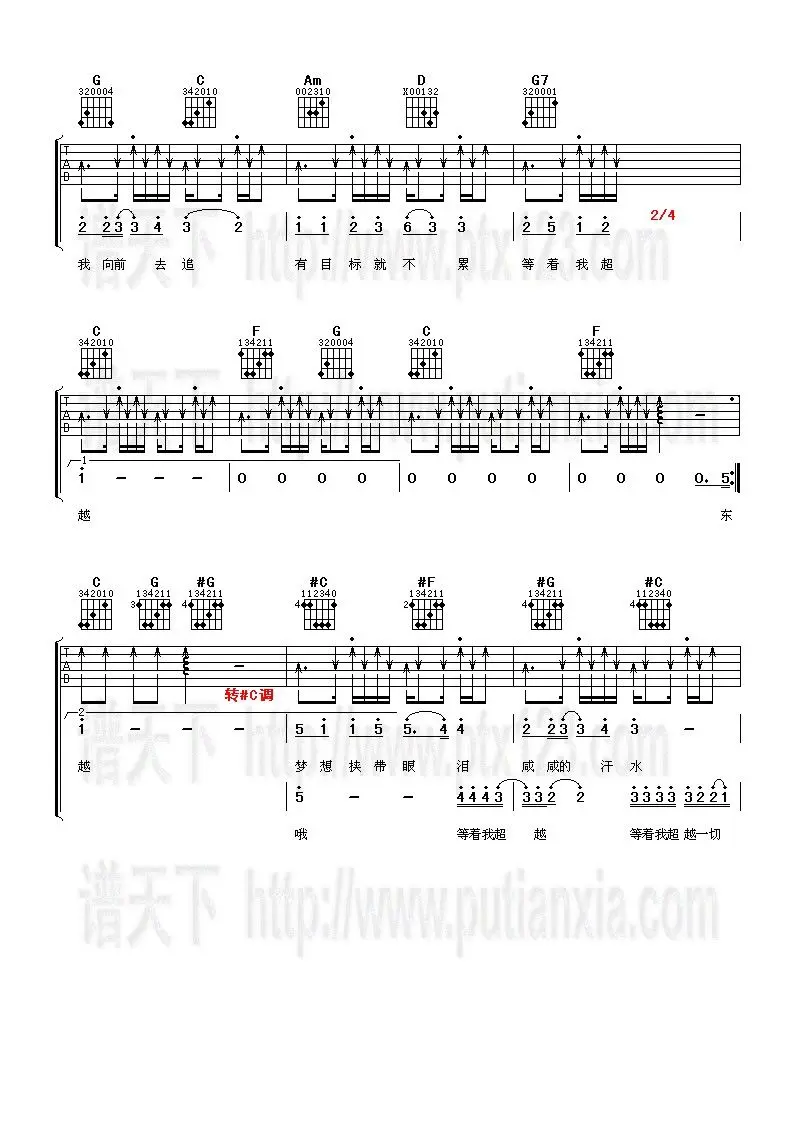 G C Am D G7
320004 342010 002310 X00132 320001
T
A
B
2 2 3 3 4 3 2 1 1 2 3 6 3 3 2 5 1 2 2/4
我 向前 去 追 有 目 标 就 不 累 等 着 我 超
谱天下 http://www.ptx123.com
C F G C F
342010 134211 320004 342010 134211
T
A
B
1
1 - - - 0 0 0 0 0 0 0 0 0 0 0 0. 5
越 东
C G #G #C #F #G #C
342010 134211 134211 112340 134211 134211 112340
3 4 4 2 4 4
T
A
B
转#C调
2
1 - - - 5 1 1 5 5. 4 4 2 2 3 3 4 3 -
越 梦 想 挟 带 眼 泪 咸 咸的 汗 水
5 - - 4 4 4 3 3 3 2 2 3 3 3 3 3 2 2 1
哦 等着我超 越 等着我超 越一切
谱天下 http://www.putianxia.com